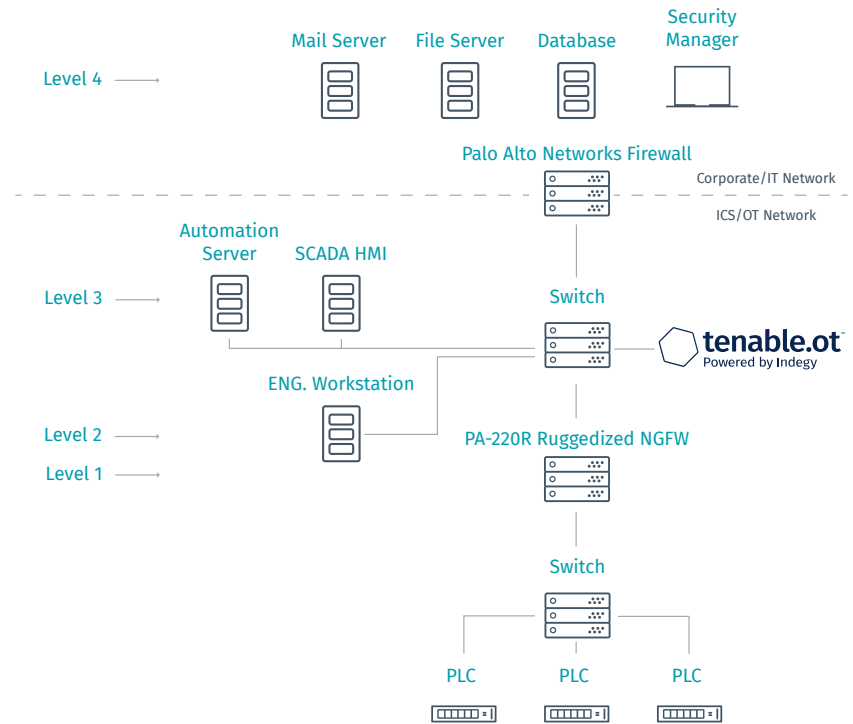 Security
Manager
Mail Server
File Server
Database
Level 4
Palo Alto Networks Firewall
Corporate/IT Network
ICS/OT Network
Automation
Server
SCADA HMI
Level 3
Switch
tenable.ot™
Powered by Indegy
ENG. Workstation
Level 2
PA-220R Ruggedized NGFW
Level 1
Switch
PLC
PLC
PLC